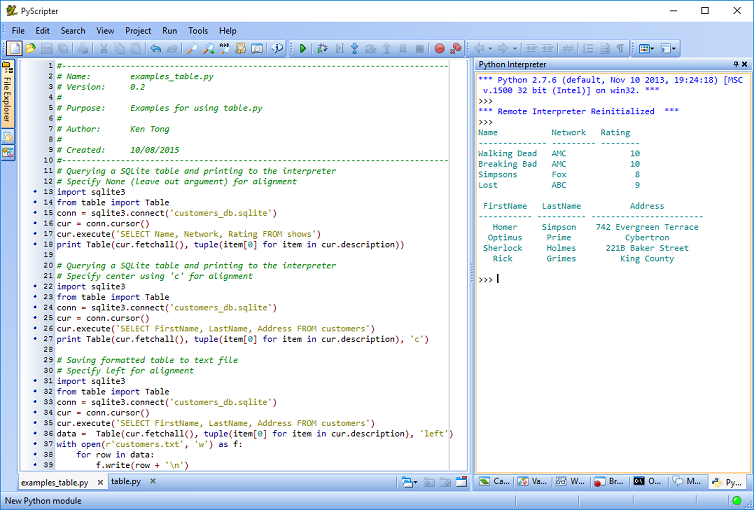 PyScripter
File Edit Search View Project Run Tools Help
File Explorer
1 #---------------------------------------------------------------------
2 # Name: examples_table.py
3 # Version: 0.2
4 #
5 # Purpose: Examples for using table.py
6 #
7 # Author: Ken Tong
8 #
9 # Created: 10/08/2015
10 #---------------------------------------------------------------------
11 # Querying a SQLite table and printing to the interpreter
12 # Specify None (leave out argument) for alignment
13 import sqlite3
14 from table import Table
15 conn = sqlite3.connect('customers_db.sqlite')
16 cur = conn.cursor()
17 cur.execute('SELECT Name, Network, Rating FROM shows')
18 print Table(cur.fetchall(), tuple(item[0] for item in cur.description))
19
20 # Querying a SQLite table and printing to the interpreter
21 # Specify center using 'c' for alignment
22 import sqlite3
23 from table import Table
24 conn = sqlite3.connect('customers_db.sqlite')
25 cur = conn.cursor()
26 cur.execute('SELECT FirstName, LastName, Address FROM customers')
27 print Table(cur.fetchall(), tuple(item[0] for item in cur.description), 'c')
28
29 # Saving formatted table to text file
30 # Specify left for alignment
31 import sqlite3
32 from table import Table
33 conn = sqlite3.connect('customers_db.sqlite')
34 cur = conn.cursor()
35 cur.execute('SELECT FirstName, LastName, Address FROM customers')
36 data = Table(cur.fetchall(), tuple(item[0] for item in cur.description), 'left')
37 with open(r'customers.txt', 'w') as f:
38 for row in data:
39 f.write(row + '\n')
examples_table.py table.py
Python Interpreter
*** Python 2.7.6 (default, Nov 10 2013, 19:24:18) [MSC
v.1500 32 bit (Intel)] on win32. ***
>>>
*** Remote Interpreter Reinitialized ***
>>>
Name Network Rating
-------------- --------- --------
Walking Dead AMC 10
Breaking Bad AMC 10
Simpsons Fox 8
Lost ABC 9
FirstName LastName Address
----------- ---------- ----------------------
Homer Simpson 742 Evergreen Terrace
Optimus Prime Cybertron
Sherlock Holmes 221B Baker Street
Rick Grimes King County
>>>
Ca... Va... W... Br... O... M... Py...
New Python module